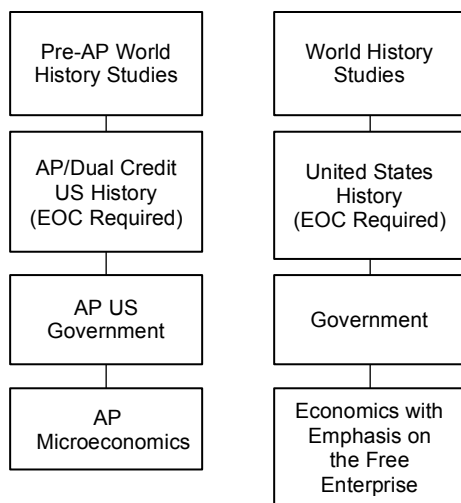 Pre-AP World
History Studies
AP/Dual Credit
US History
(EOC Required)
AP US
Government
AP
Microeconomics
World History
Studies
United States
History
(EOC Required)
Government
Economics with
Emphasis on
the Free
Enterprise